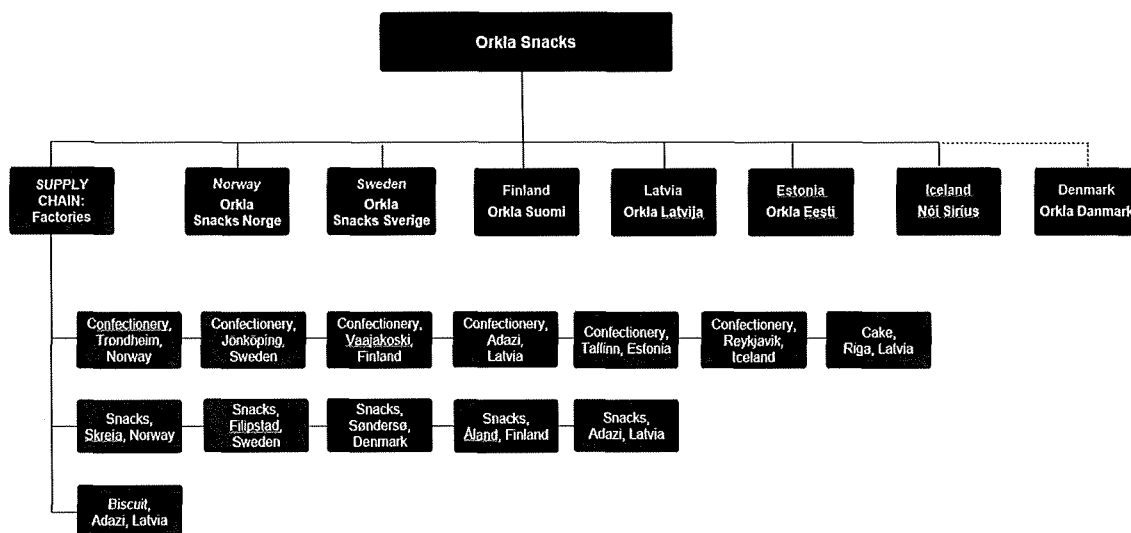 Orkla Snacks
SUPPLY
CHAIN:
Factories
Norway
Orkla
Snacks Norge
Sweden
Orkla
Snacks Sverige
Finland
Orkla Suomi
Latvia
Orkla Latvija
Estonia
Orkla Eesti
Iceland
Nói Síríus
Denmark
Orkla Danmark
Confectionery,
Trondheim,
Norway
Confectionery,
Jönköping,
Sweden
Confectionery,
Vaajakoski,
Finland
Confectionery,
Adazi,
Latvia
Confectionery,
Tallinn, Estonia
Confectionery,
Reykjavik,
Iceland
Cake,
Riga, Latvia
Snacks,
Skreia, Norway
Snacks,
Filipstad,
Sweden
Snacks,
Søndersø,
Denmark
Snacks,
Åland, Finland
Snacks,
Adazi, Latvia
Biscuit,
Adazi, Latvia